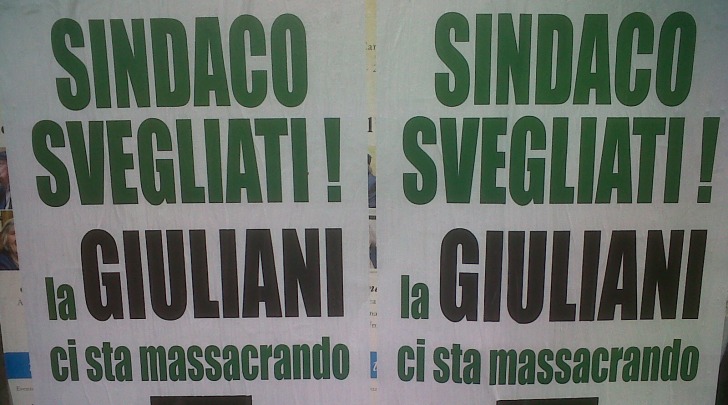 SINDACO
SVEGLIATI !
la GIULIANI
ci sta massacrando
SINDACO
SVEGLIATI !
la GIULIANI
ci sta massacrando